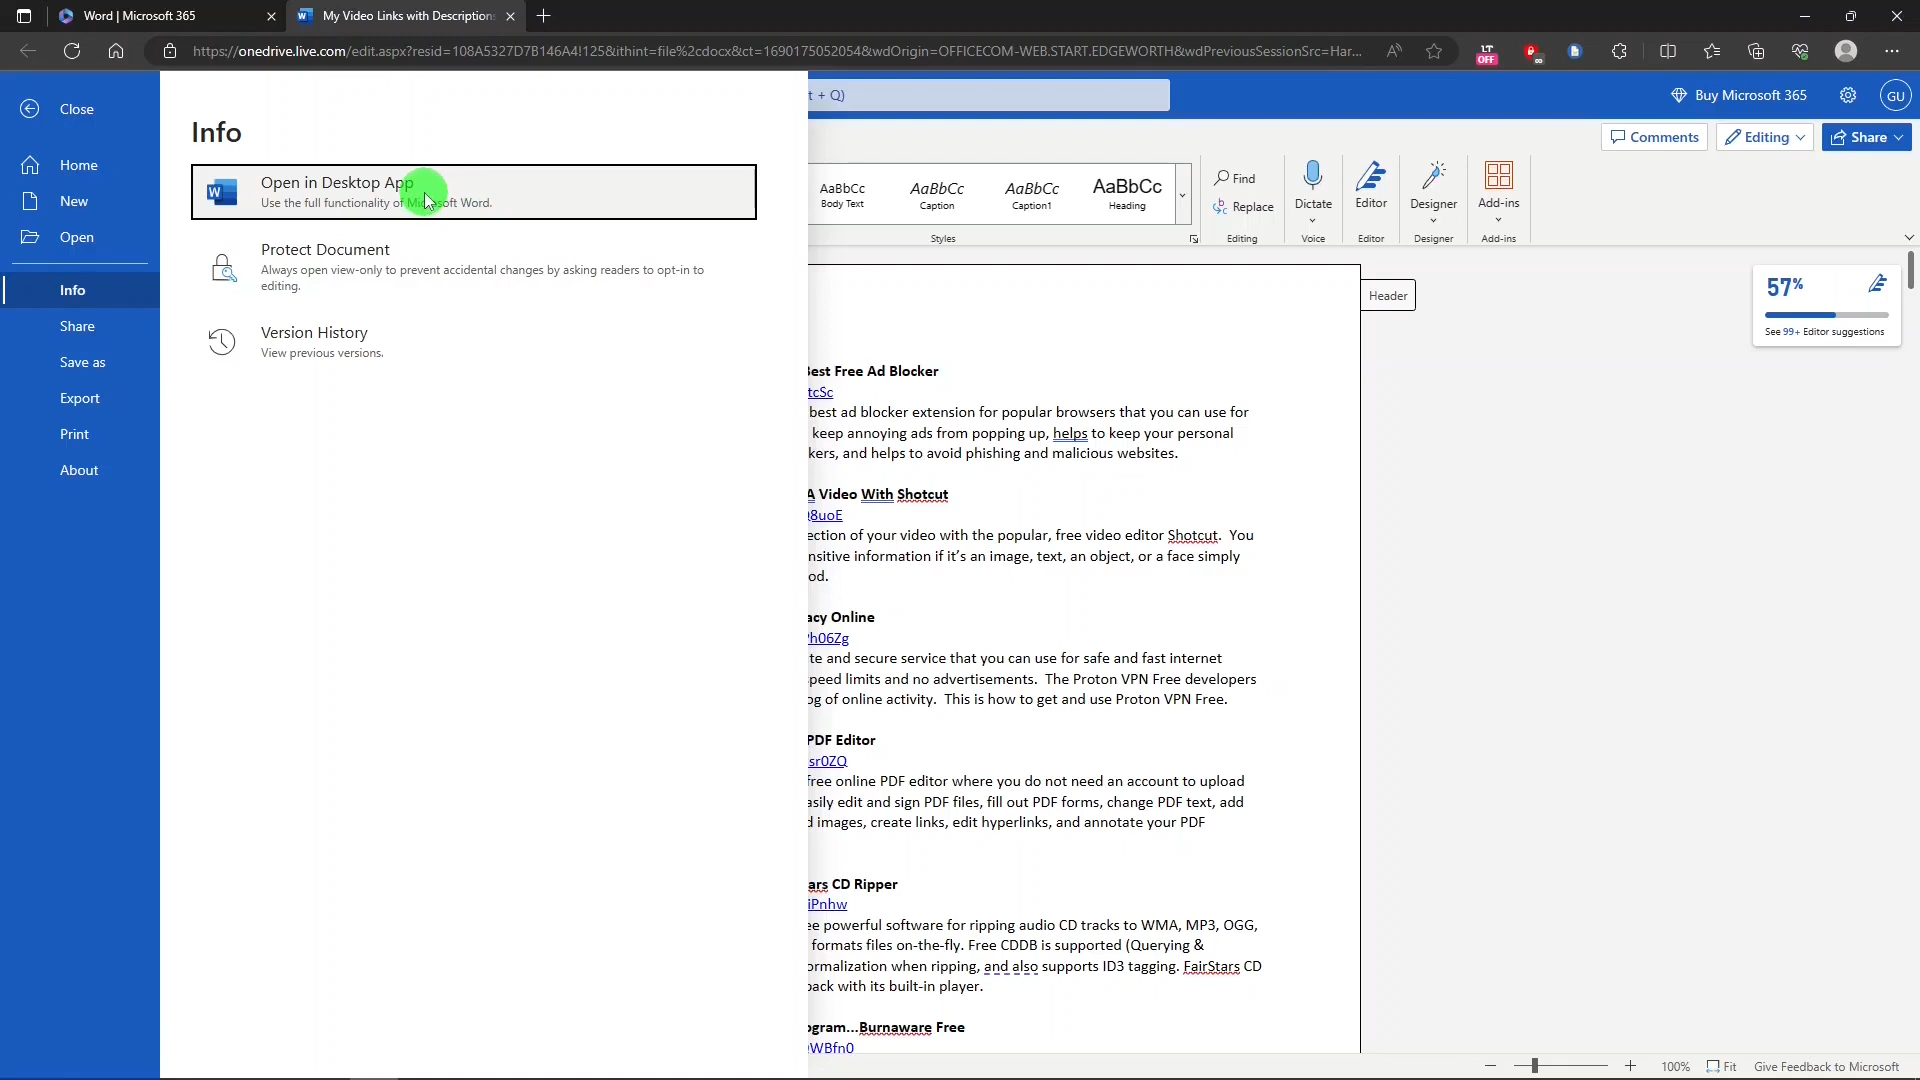 Word | Microsoft 365
My Video Links with Descriptions
https://onedrive.live.com/edit.aspx?resid=108A5327D7B146A4!125&ithint=file%2cdocx&ct=1690175052054&wdOrigin=OFFICECOM-WEB.START.EDGEWORTH&wdPreviousSessionSrc=Har...
OFF
Close
t + Q)
Buy Microsoft 365
GU
Info
Comments
Editing
Share
Home
New
Open
Info
Share
Save as
Export
Print
About
Open in Desktop App
Use the full functionality of Microsoft Word.
Protect Document
Always open view-only to prevent accidental changes by asking readers to opt-in to
editing.
Version History
View previous versions.
AaBbCc
Body Text
AaBbCc
Caption
AaBbCc
Caption1
AaBbCc
Heading
Styles
Find
Replace
Editing
Dictate
Voice
Editor
Editor
Designer
Designer
Add-ins
Add-ins
Header
57%
See 99+ Editor suggestions
Best Free Ad Blocker
tcSc
best ad blocker extension for popular browsers that you can use for
keep annoying ads from popping up, helps to keep your personal
kers, and helps to avoid phishing and malicious websites.
A Video With Shotcut
Q8uoE
ection of your video with the popular, free video editor Shotcut. You
nsitive information if it's an image, text, an object, or a face simply
od.
acy Online
h06Zg
te and secure service that you can use for safe and fast internet
speed limits and no advertisements. The Proton VPN Free developers
og of online activity. This is how to get and use Proton VPN Free.
PDF Editor
sr0ZQ
free online PDF editor where you do not need an account to upload
asily edit and sign PDF files, fill out PDF forms, change PDF text, add
d images, create links, edit hyperlinks, and annotate your PDF
ars CD Ripper
iPnhw
ee powerful software for ripping audio CD tracks to WMA, MP3, OGG,
formats files on-the-fly. Free CDDB is supported (Querying &
ormalization when ripping, and also supports ID3 tagging. FairStars CD
back with its built-in player.
ogram...Burnaware Free
WBfn0
100%
Fit
Give Feedback to Microsoft